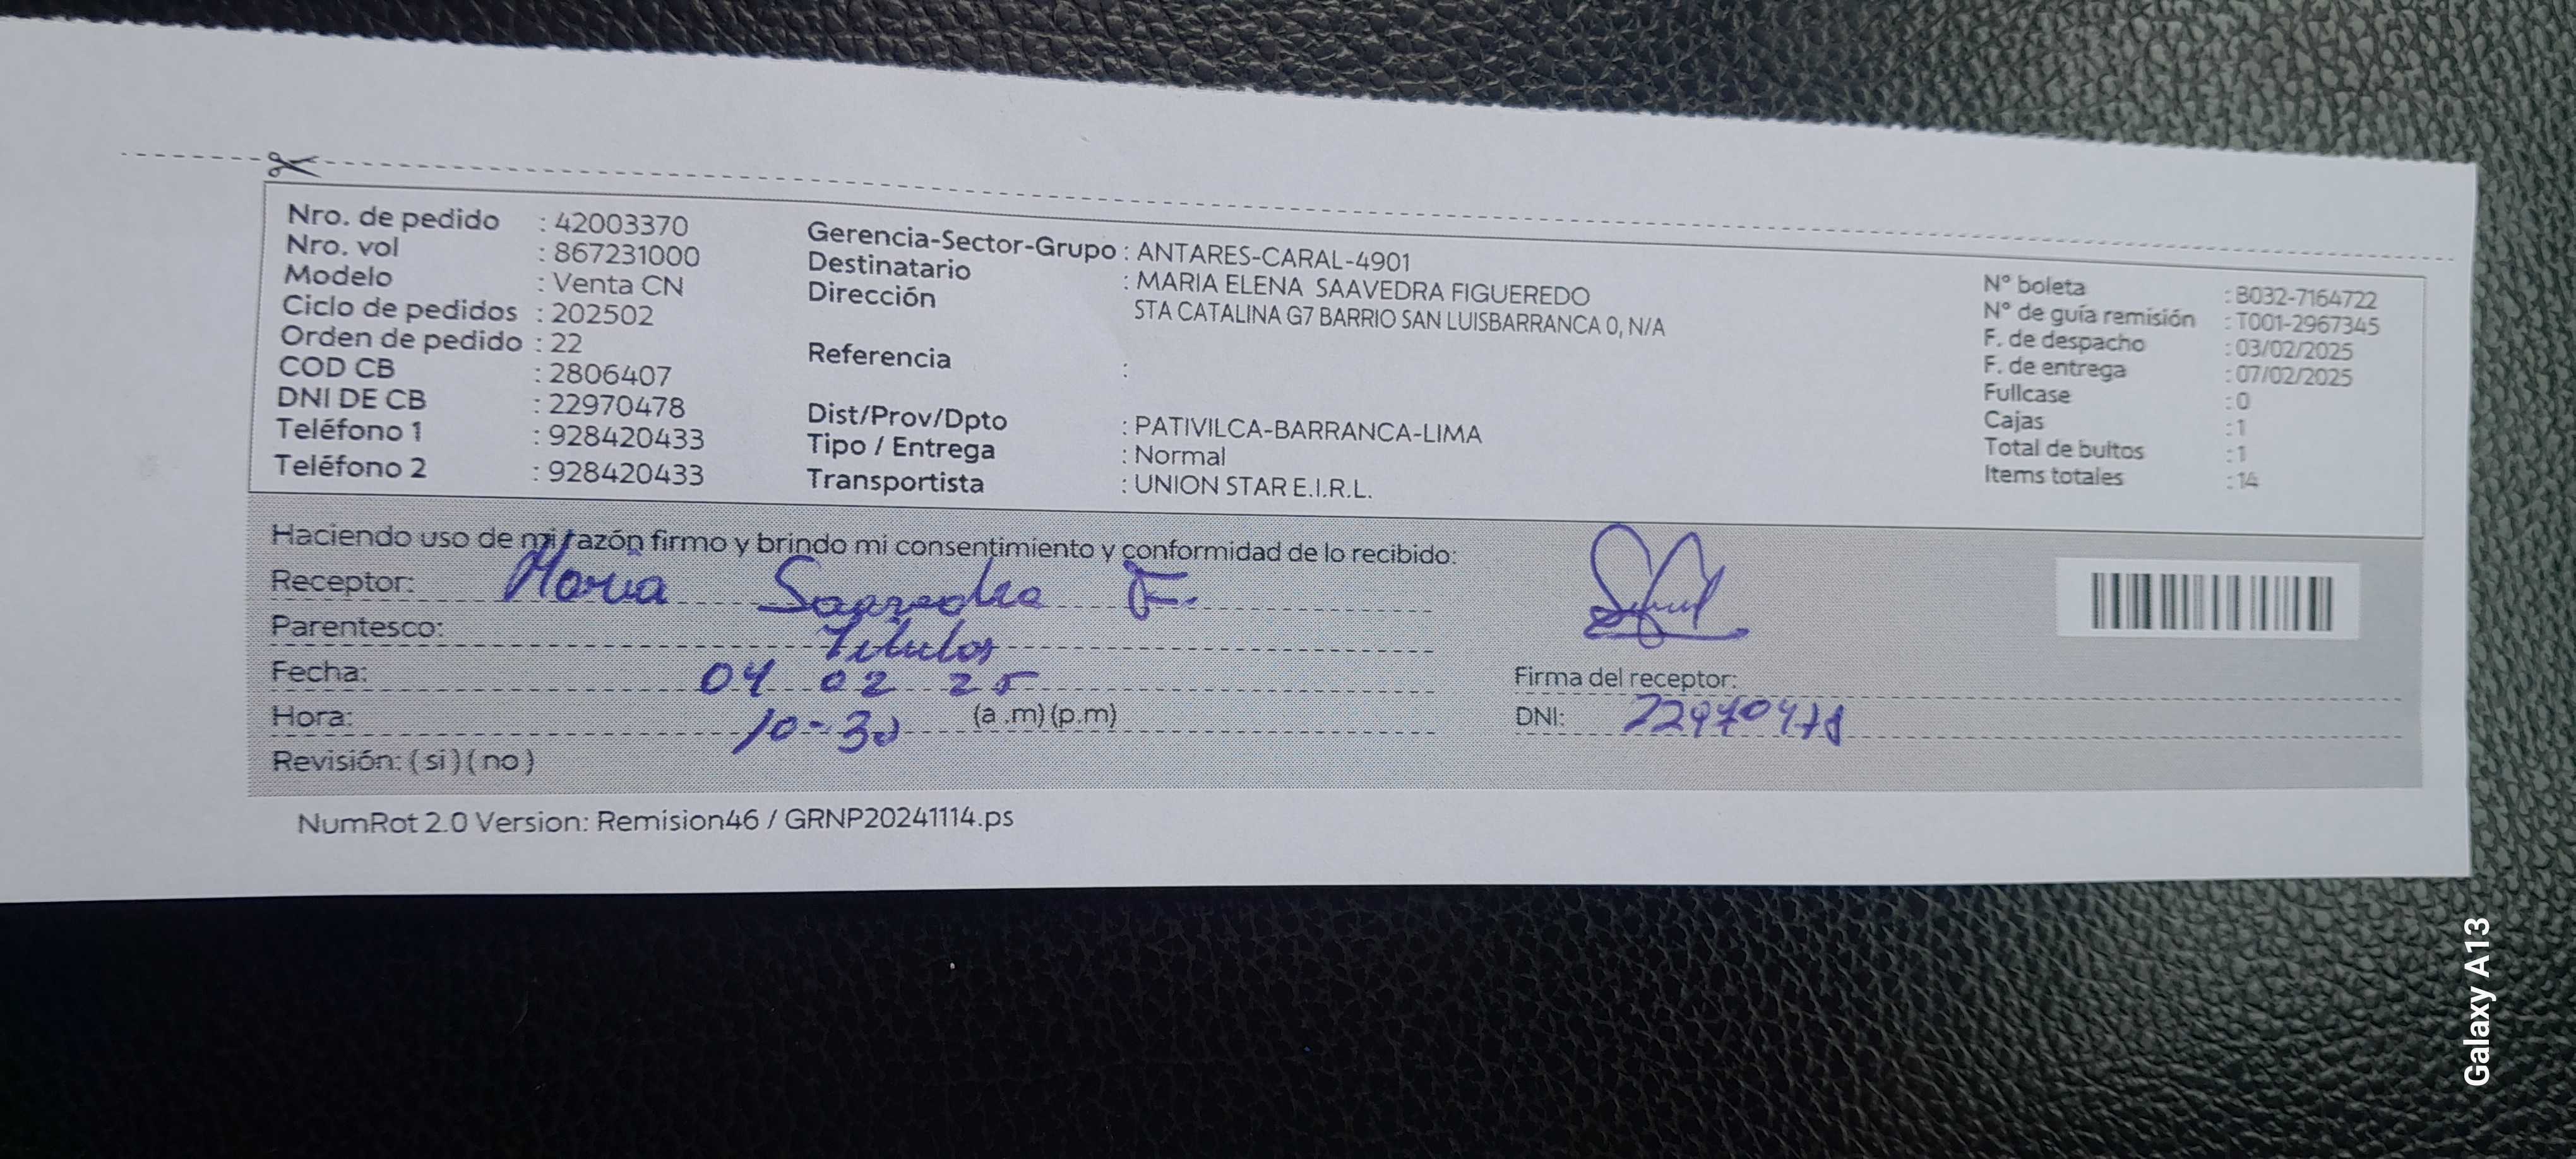 Nro. de pedido : 42003370
Nro. vol : 867231000
Modelo : Venta CN
Ciclo de pedidos : 202502
Orden de pedido : 22
COD CB : 2806407
DNI DE CB : 22970478
Teléfono 1 : 928420433
Teléfono 2 : 928420433
Gerencia-Sector-Grupo : ANTARES-CARAL-4901
Destinatario : MARIA ELENA SAAVEDRA FIGUEREDO
Dirección STA CATALINA G7 BARRIO SAN LUISBARRANCA 0, N/A
Referencia :
Dist/Prov/Dpto : PATIVILCA-BARRANCA-LIMA
Tipo / Entrega : Normal
Transportista : UNION STAR E.I.R.L.
N° boleta : B032-7164722
N° de guía remisión : T001-2967345
F. de despacho : 03/02/2025
F. de entrega : 07/02/2025
Fullcase : 0
Cajas : 1
Total de bultos : 1
Items totales : 14
Haciendo uso de mi razón firmo y brindo mi consentimiento y conformidad de lo recibido:
Receptor: Maria Saavedra F.
Parentesco: Titular
Fecha: 04 02 25
Hora: 10-30 (a .m) (p.m)
Revisión: ( si ) ( no )
Firma del receptor:
DNI: 22970478
NumRot 2.0 Version: Remision46 / GRNP20241114.ps
Galaxy A13